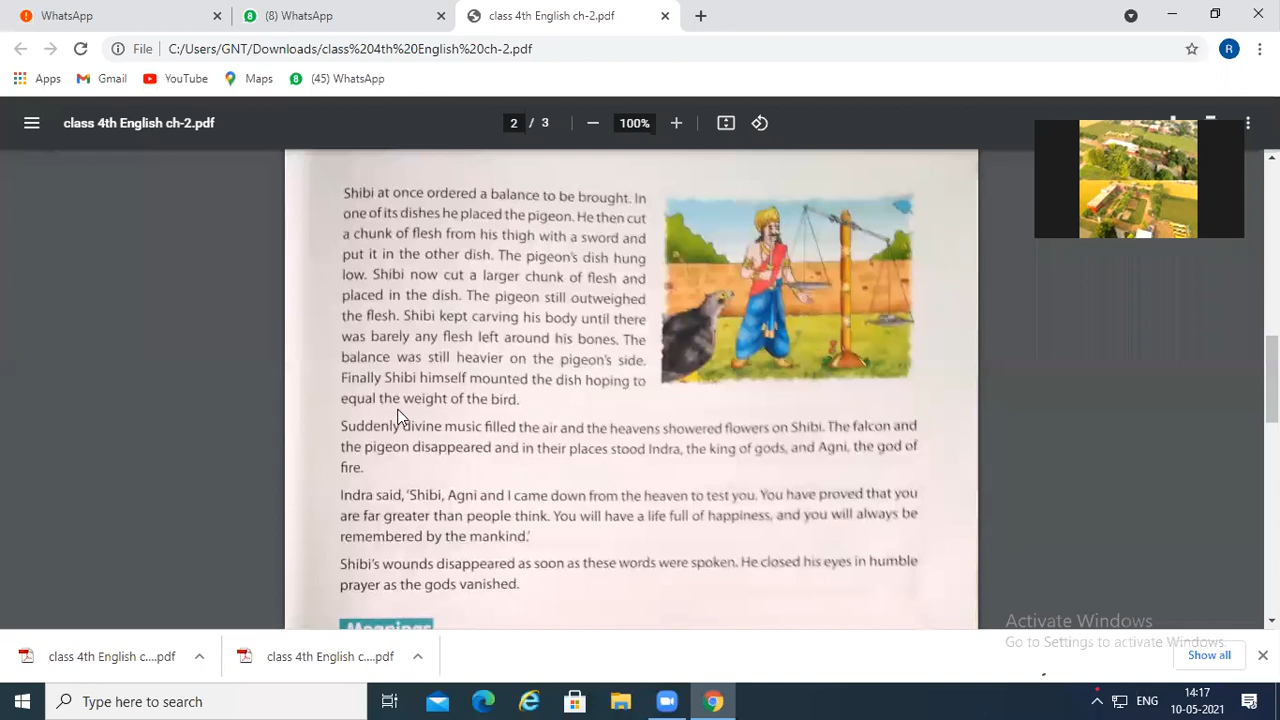 WhatsApp
(8) WhatsApp
class 4th English ch-2.pdf
File C:/Users/GNT/Downloads/class%204th%20English%20ch-2.pdf
R
Apps Gmail YouTube Maps (45) WhatsApp
class 4th English ch-2.pdf
2 / 3
100%
Shibi at once ordered a balance to be brought. In
one of its dishes he placed the pigeon. He then cut
a chunk of flesh from his thigh with a sword and
put it in the other dish. The pigeon's dish hung
low. Shibi now cut a larger chunk of flesh and
placed in the dish. The pigeon still outweighed
the flesh. Shibi kept carving his body until there
was barely any flesh left around his bones. The
balance was still heavier on the pigeon's side.
Finally Shibi himself mounted the dish hoping to
equal the weight of the bird.
Suddenly divine music filled the air and the heavens showered flowers on Shibi. The falcon and
the pigeon disappeared and in their places stood Indra, the king of gods, and Agni, the god of
fire.
Indra said, 'Shibi, Agni and I came down from the heaven to test you. You have proved that you
are far greater than people think. You will have a life full of happiness, and you will always be
remembered by the mankind.'
Shibi's wounds disappeared as soon as these words were spoken. He closed his eyes in humble
prayer as the gods vanished.
Meanings
Activate Windows
Go to Settings to activate Windows.
class 4th English c....pdf
class 4th English c....pdf
Show all
Type here to search
ENG
14:17
10-05-2021